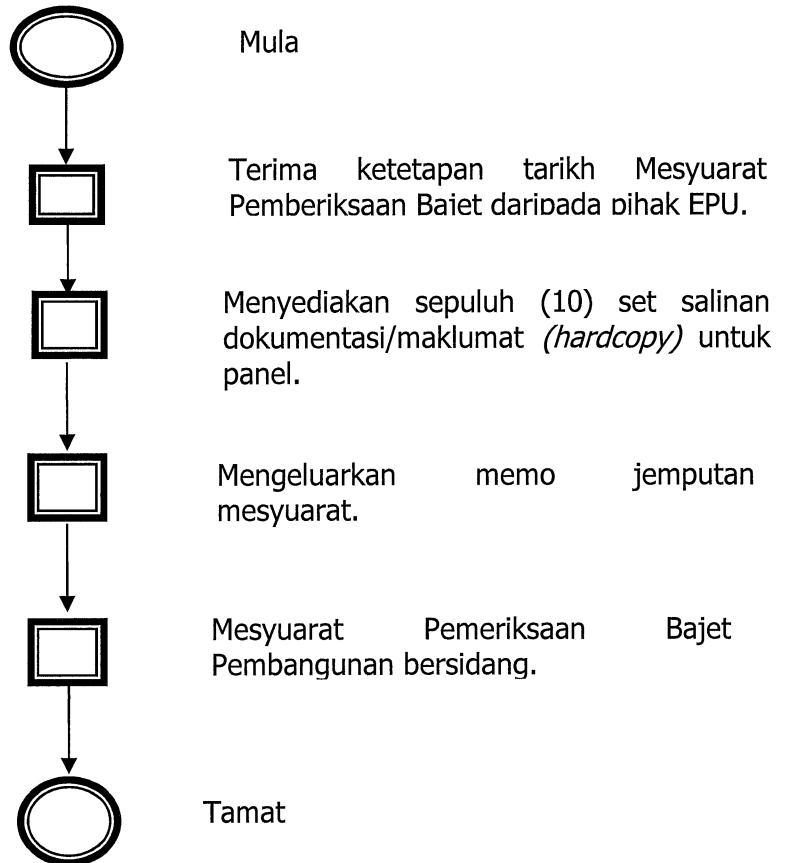 Mula
Terima ketetapan tarikh Mesyuarat
Pemberiksaan Bajet daripada pihak EPU.
Menyediakan sepuluh (10) set salinan
dokumentasi/maklumat (hardcopy) untuk
panel.
Mengeluarkan memo jemputan
mesyuarat.
Mesyuarat Pemeriksaan Bajet
Pembangunan bersidang.
Tamat